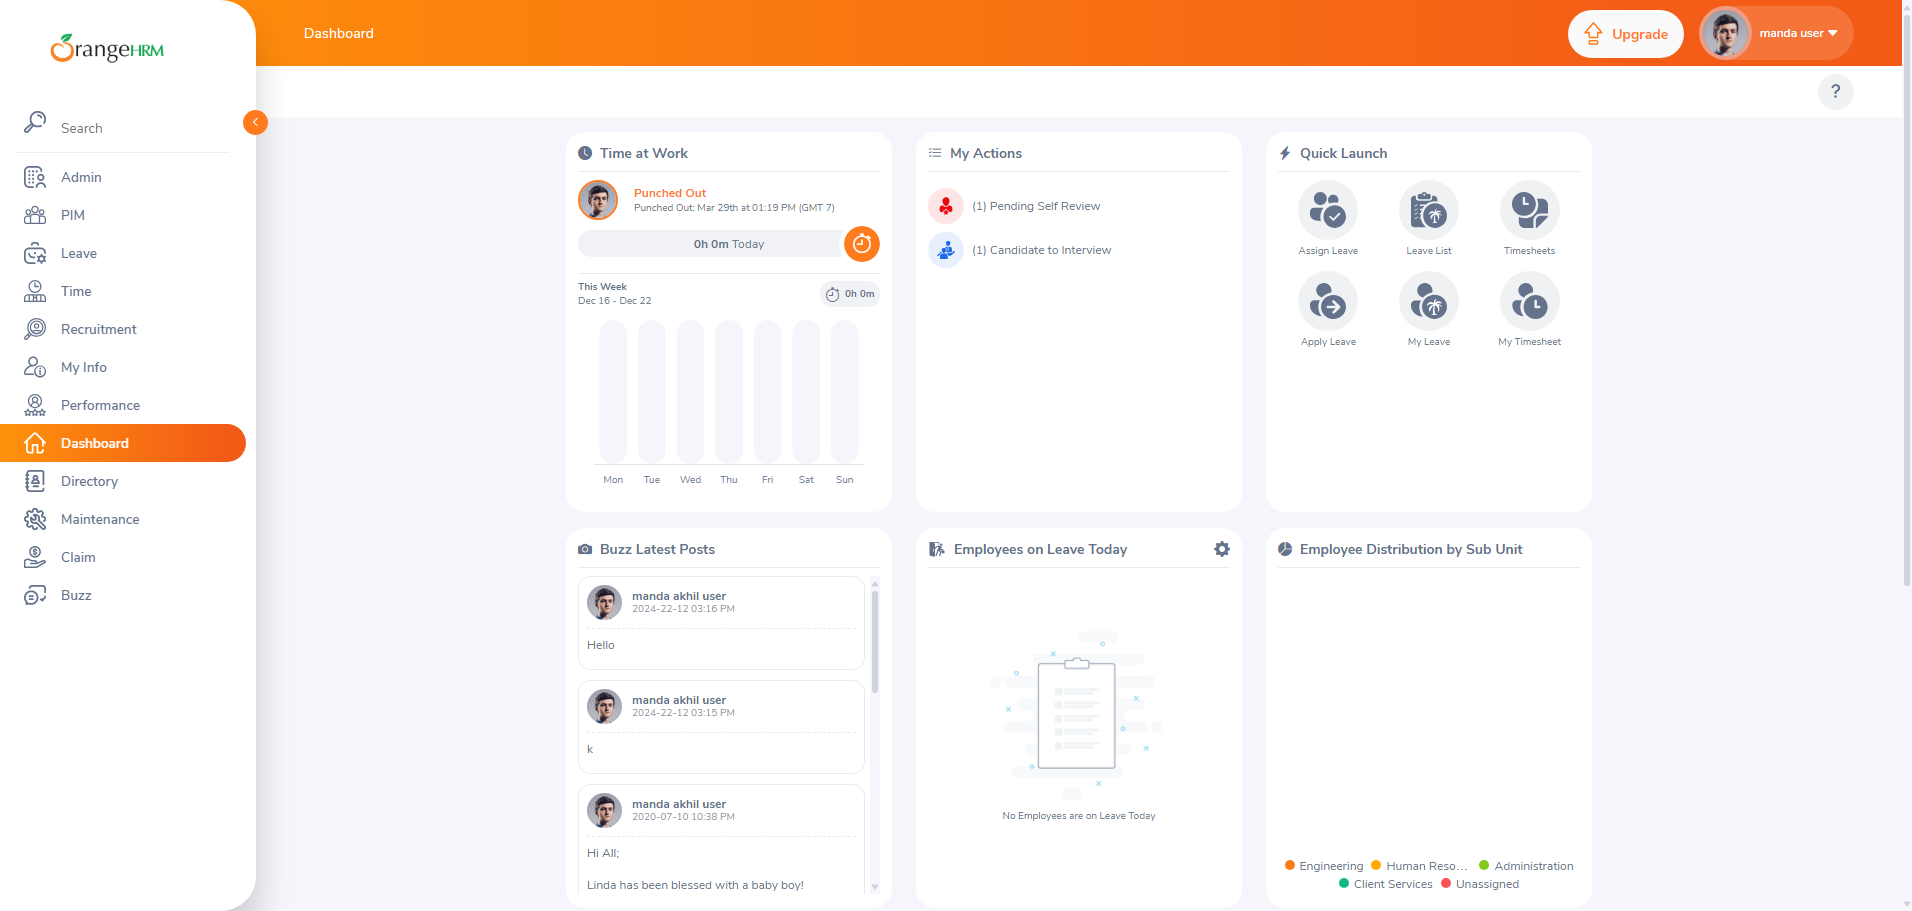 OrangeHRM
Search
Admin
PIM
Leave
Time
Recruitment
My Info
Performance
Dashboard
Directory
Maintenance
Claim
Buzz
Dashboard
Upgrade
manda user
?
Time at Work
Punched Out
Punched Out: Mar 29th at 01:19 PM (GMT 7)
0h 0m Today
This Week
Dec 16 - Dec 22
0h 0m
Mon Tue Wed Thu Fri Sat Sun
My Actions
(1) Pending Self Review
(1) Candidate to Interview
Quick Launch
Assign Leave
Leave List
Timesheets
Apply Leave
My Leave
My Timesheet
Buzz Latest Posts
manda akhil user
2024-22-12 03:16 PM
Hello
manda akhil user
2024-22-12 03:15 PM
k
manda akhil user
2020-07-10 10:38 PM
Hi All;
Linda has been blessed with a baby boy!
Employees on Leave Today
No Employees are on Leave Today
Employee Distribution by Sub Unit
Engineering
Human Reso...
Administration
Client Services
Unassigned